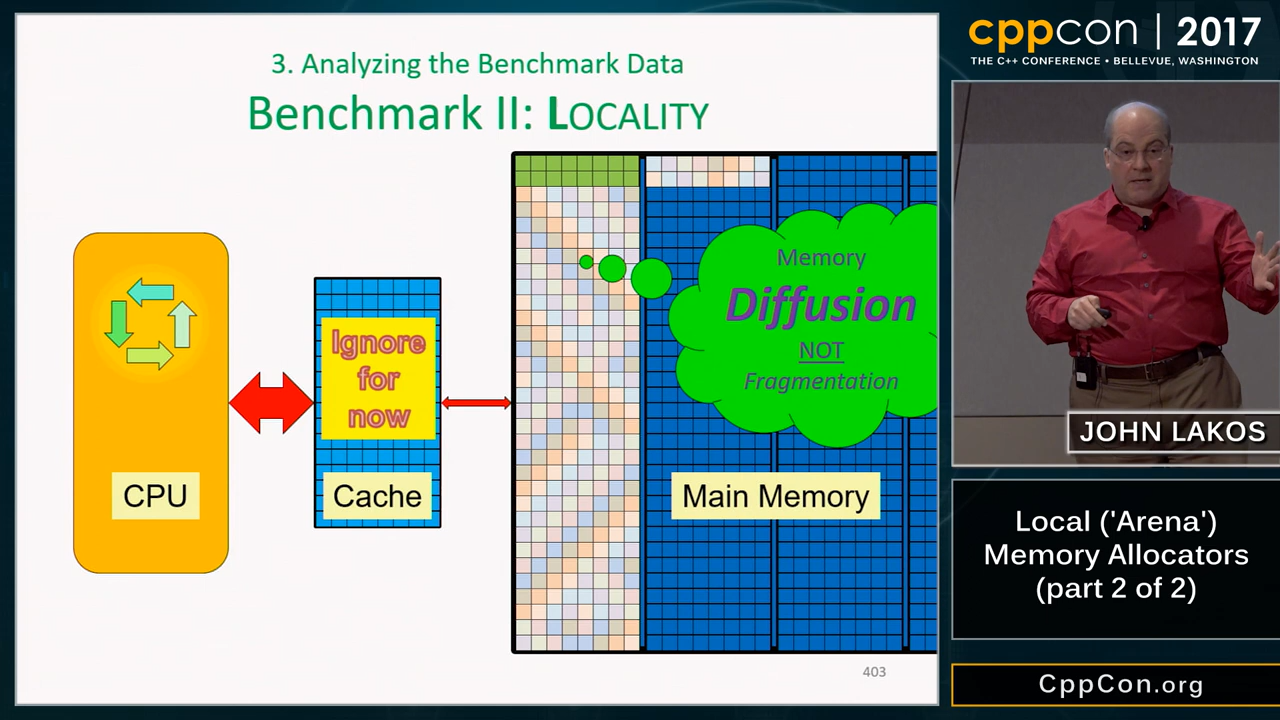 3. Analyzing the Benchmark Data
Benchmark II: LOCALITY
Memory
Diffusion
NOT
Fragmentation
Ignore
for
now
CPU
Cache
Main Memory
403
cppcon | 2017
THE C++ CONFERENCE • BELLEVUE, WASHINGTON
JOHN LAKOS
Local ('Arena')
Memory Allocators
(part 2 of 2)
CppCon.org